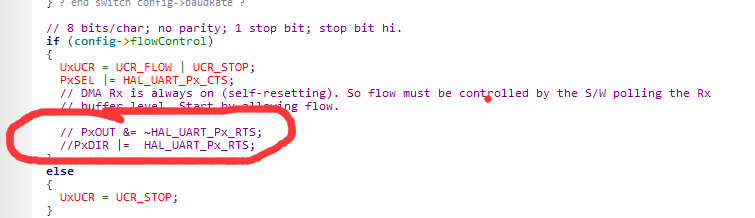 } ? end switch config->baudRate ?
// 8 bits/char; no parity; 1 stop bit; stop bit hi.
if (config->flowControl)
{
UxUCR = UCR_FLOW | UCR_STOP;
PxSEL |= HAL_UART_Px_CTS;
// DMA Rx is always on (self-resetting). So flow must be controlled by the S/W polling the Rx
// buffer level. Start by allowing flow.
// PxOUT &= ~HAL_UART_Px_RTS;
//PxDIR |=  HAL_UART_Px_RTS;
}
else
{
UxUCR = UCR_STOP;
}